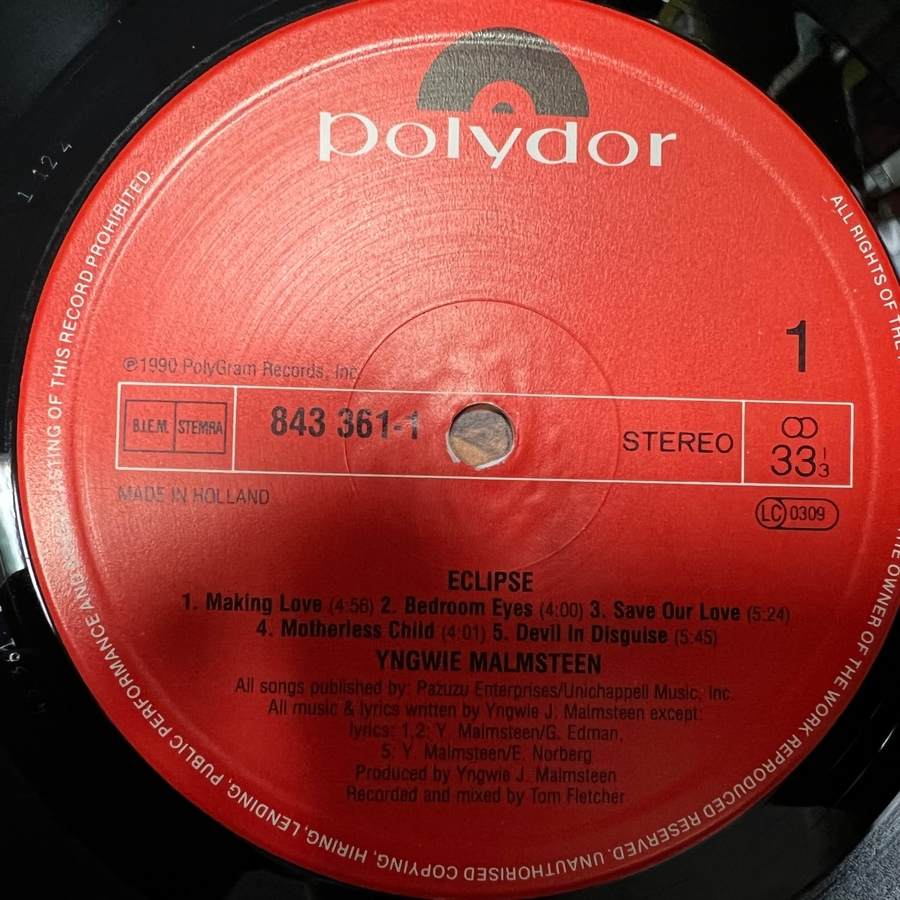 polydor
1
℗1990 PolyGram Records, Inc.
B.I.E.M. STEMRA
843 361-1
STEREO
33 1/3
MADE IN HOLLAND
LC 0309
ECLIPSE
1. Making Love (4:56) 2. Bedroom Eyes (4:00) 3. Save Our Love (5:24)
4. Motherless Child (4:01) 5. Devil In Disguise (5:45)
YNGWIE MALMSTEEN
All songs published by: Pazuzu Enterprises/Unichappell Music, Inc.
All music & lyrics written by Yngwie J. Malmsteen except:
lyrics: 1,2: Y. Malmsteen/G. Edman,
5: Y. Malmsteen/E. Norberg
Produced by Yngwie J. Malmsteen
Recorded and mixed by Tom Fletcher
ALL RIGHTS OF THE
THE OWNER OF THE WORK REPRODUCED RESERVED. UNAUTHORISED COPYING, HIRING, LENDING, PUBLIC PERFORMANCE AND
OF THIS RECORD PROHIBITED.
1 12 4